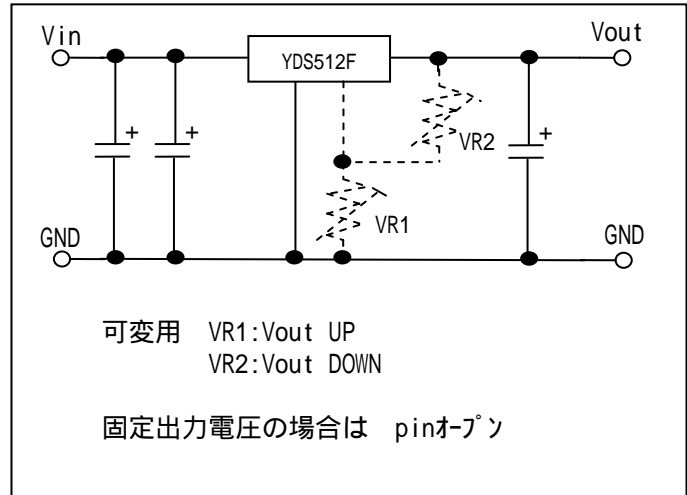 Vin Vout
YDS512F
+ + VR2 +
VR1
GND GND
可変用 VR1:Vout UP
VR2:Vout DOWN
固定出力電圧の場合は pinｵｰﾌﾟﾝ